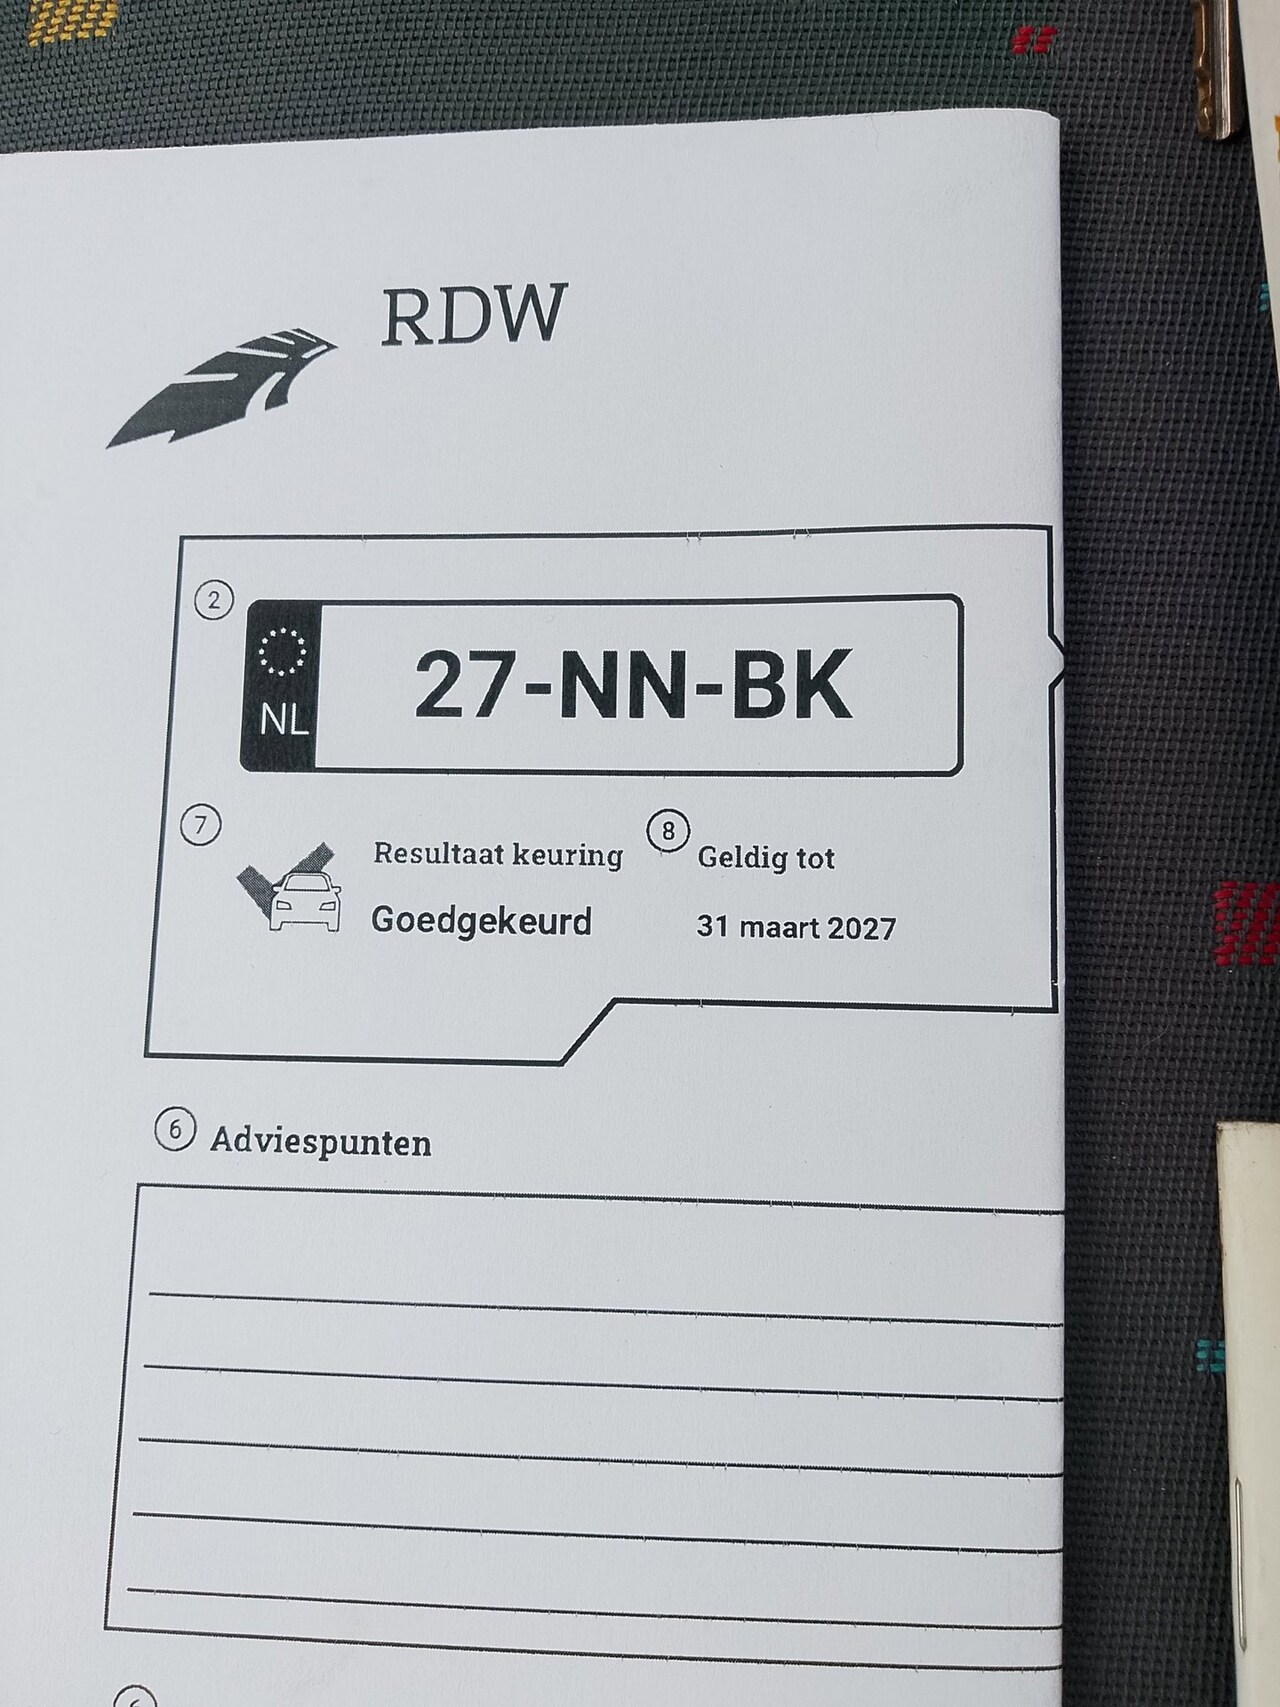 RDW
2
NL
27-NN-BK
7
Resultaat keuring
8
Geldig tot
Goedgekeurd
31 maart 2027
6
Adviespunten